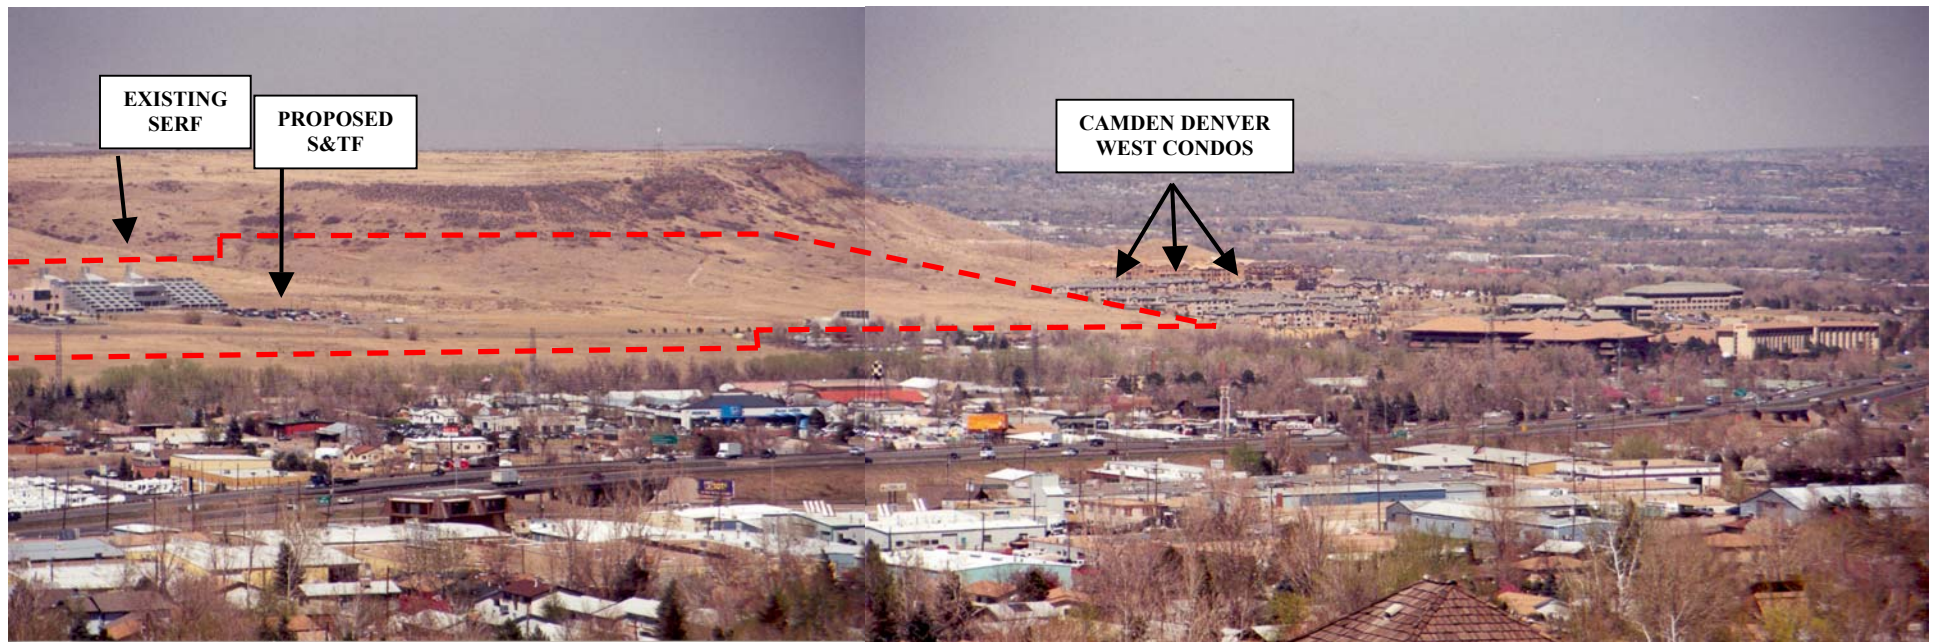 EXISTING
SERF
PROPOSED
S&TF
CAMDEN DENVER
WEST CONDOS